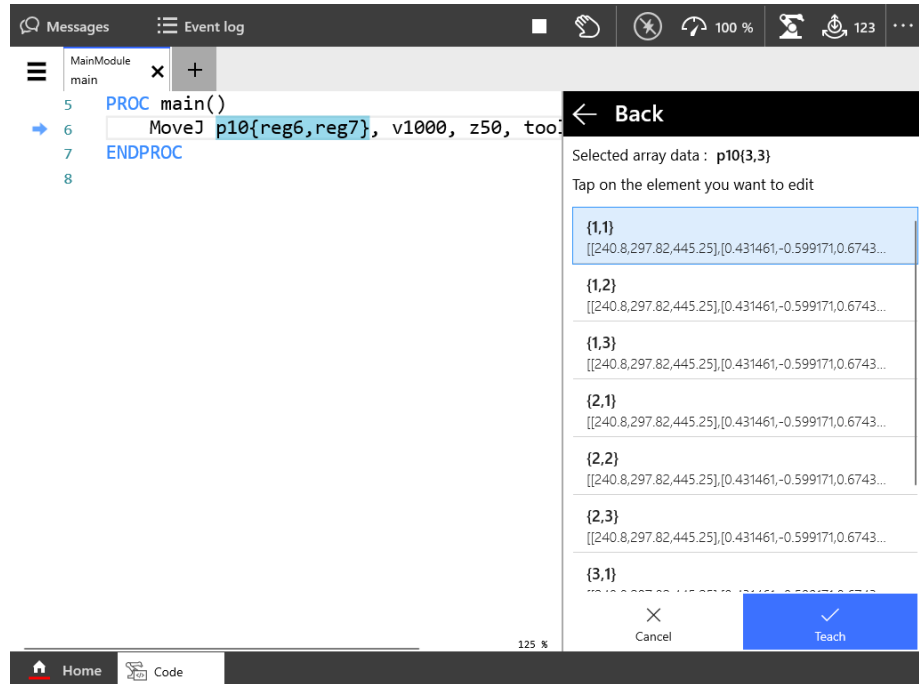 Messages
Event log
100 %
123
MainModule
main
5 PROC main()
6 MoveJ p10{reg6,reg7}, v1000, z50, tool
7 ENDPROC
8
125 %
Back
Selected array data : p10{3,3}
Tap on the element you want to edit
{1,1}
[[240.8,297.82,445.25],[0.431461,-0.599171,0.6743...
{1,2}
[[240.8,297.82,445.25],[0.431461,-0.599171,0.6743...
{1,3}
[[240.8,297.82,445.25],[0.431461,-0.599171,0.6743...
{2,1}
[[240.8,297.82,445.25],[0.431461,-0.599171,0.6743...
{2,2}
[[240.8,297.82,445.25],[0.431461,-0.599171,0.6743...
{2,3}
[[240.8,297.82,445.25],[0.431461,-0.599171,0.6743...
{3,1}
Cancel
Teach
Home
Code